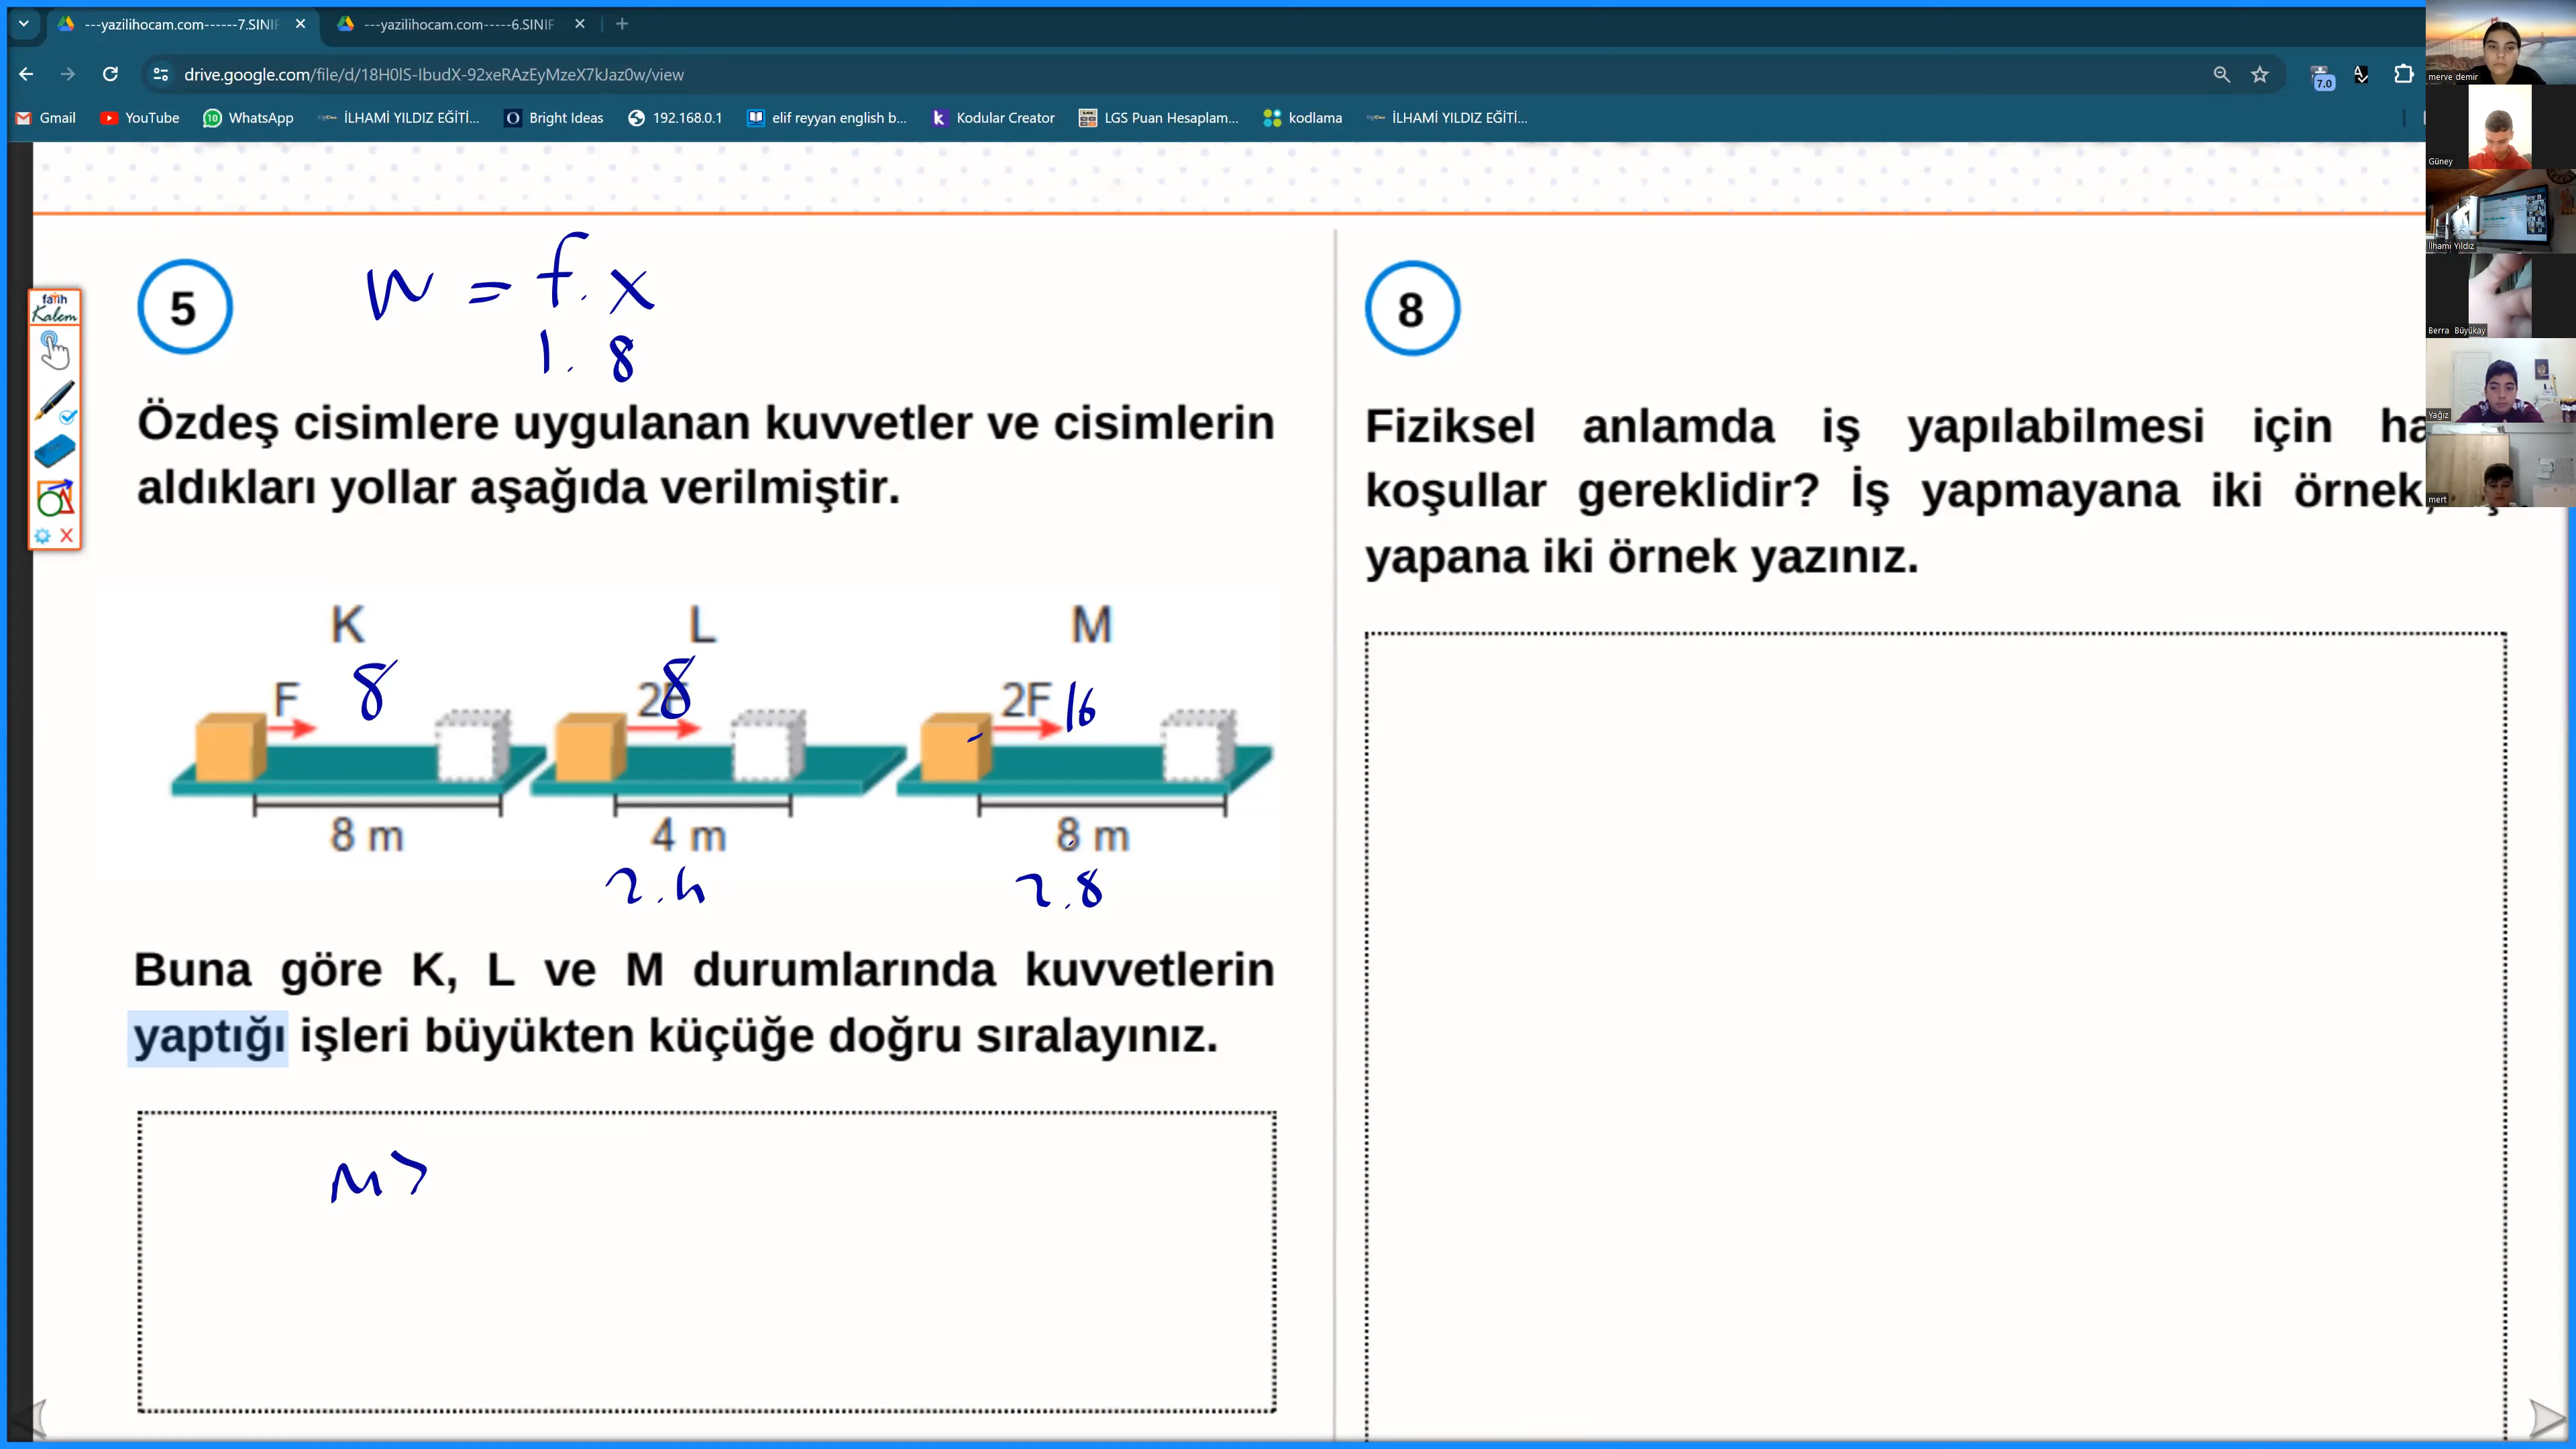 ---yazilihocam.com------7.SINIF
---yazilihocam.com-----6.SINIF
drive.google.com/file/d/18H0lS-IbudX-92xeRAzEyMzeX7kJaz0w/view
7.0
Gmail
YouTube
WhatsApp
İLHAMİ YILDIZ EĞİTİ...
Bright Ideas
192.168.0.1
elif reyyan english b...
Kodular Creator
LGS Puan Hesaplam...
kodlama
İLHAMİ YILDIZ EĞİTİ...
merve demir
Güney
İlhami Yıldız
Berra Büyükay
Yağız
mert
fatih
Kalem
5
W = f. x
1. 8
Özdeş cisimlere uygulanan kuvvetler ve cisimlerin
aldıkları yollar aşağıda verilmiştir.
K L M
8 8 16
F 2F 2F
8 m 4 m 8 m
2.4 2.8
Buna göre K, L ve M durumlarında kuvvetlerin
yaptığı işleri büyükten küçüğe doğru sıralayınız.
M >
8
Fiziksel anlamda iş yapılabilmesi için
koşullar gereklidir? İş yapmayana iki örnek,
yapana iki örnek yazınız.